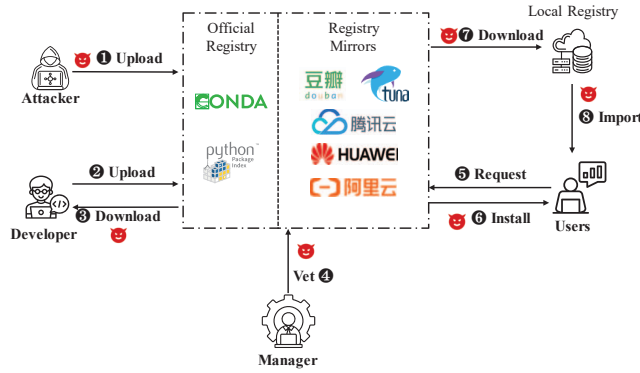 Local Registry
Official
Registry
Registry
Mirrors
❶ Upload
❼ Download
CONDA
豆瓣
douban
tuna
Attacker
❽ Import
腾讯云
python™
Package
Index
HUAWEI
❷ Upload
❺ Request
阿里云
❸ Download
❻ Install
Developer
Users
Vet ❹
Manager